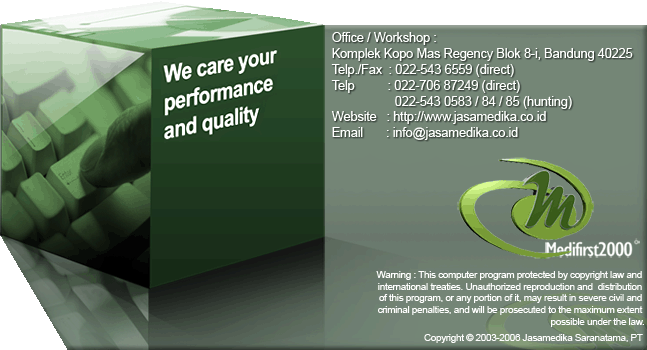 We care your
performance
and quality
Office / Workshop :
Komplek Kopo Mas Regency Blok 8-i, Bandung 40225
Telp./Fax : 022-543 6559 (direct)
Telp : 022-706 87249 (direct)
022-543 0583 / 84 / 85 (hunting)
Website : http://www.jasamedika.co.id
Email : info@jasamedika.co.id
Medifirst2000
Warning : This computer program protected by copyright law and
international treaties. Unauthorized reproduction and distribution
of this program, or any portion of it, may result in severe civil and
criminal penalties, and will be prosecuted to the maximum extent
possible under the law.
Copyright © 2003-2006 Jasamedika Saranatama, PT